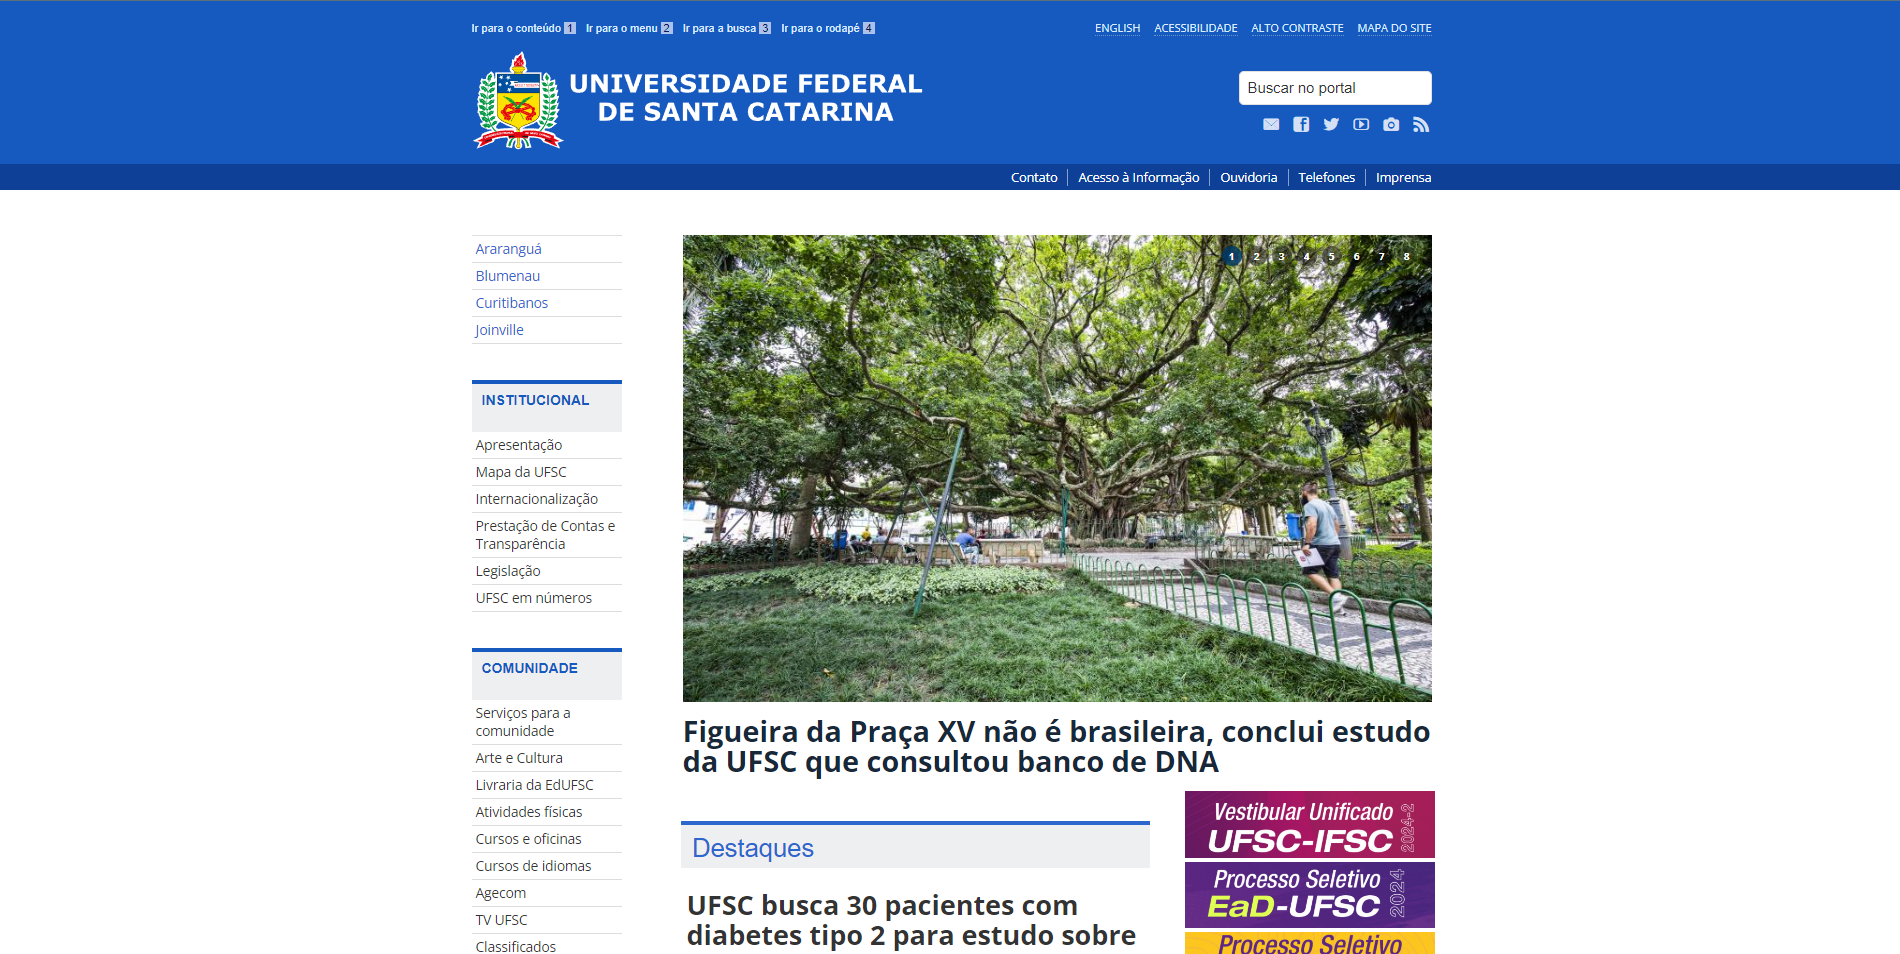 Ir para o conteúdo 1 Ir para o menu 2 Ir para a busca 3 Ir para o rodapé 4
ENGLISH ACESSIBILIDADE ALTO CONTRASTE MAPA DO SITE
UNIVERSIDADE FEDERAL
DE SANTA CATARINA
Buscar no portal
Contato Acesso à Informação Ouvidoria Telefones Imprensa
Araranguá
Blumenau
Curitibanos
Joinville
INSTITUCIONAL
Apresentação
Mapa da UFSC
Internacionalização
Prestação de Contas e
Transparência
Legislação
UFSC em números
COMUNIDADE
Serviços para a
comunidade
Arte e Cultura
Livraria da EdUFSC
Atividades físicas
Cursos e oficinas
Cursos de idiomas
Agecom
TV UFSC
Classificados
1 2 3 4 5 6 7 8
Figueira da Praça XV não é brasileira, conclui estudo
da UFSC que consultou banco de DNA
Destaques
UFSC busca 30 pacientes com
diabetes tipo 2 para estudo sobre
Vestibular Unificado
UFSC-IFSC
2024-2
Processo Seletivo
EaD-UFSC
2024
Processo Seletivo